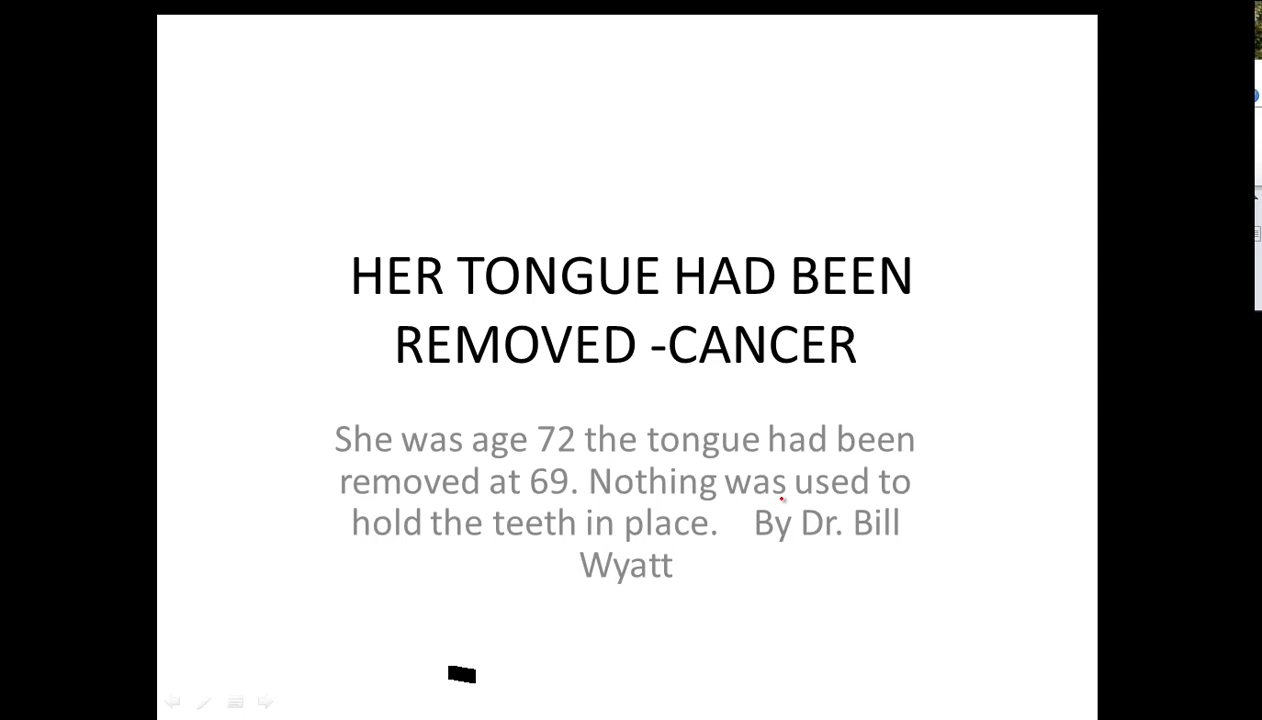 HER TONGUE HAD BEEN
REMOVED -CANCER
She was age 72 the tongue had been
removed at 69. Nothing was used to
hold the teeth in place.    By Dr. Bill
Wyatt